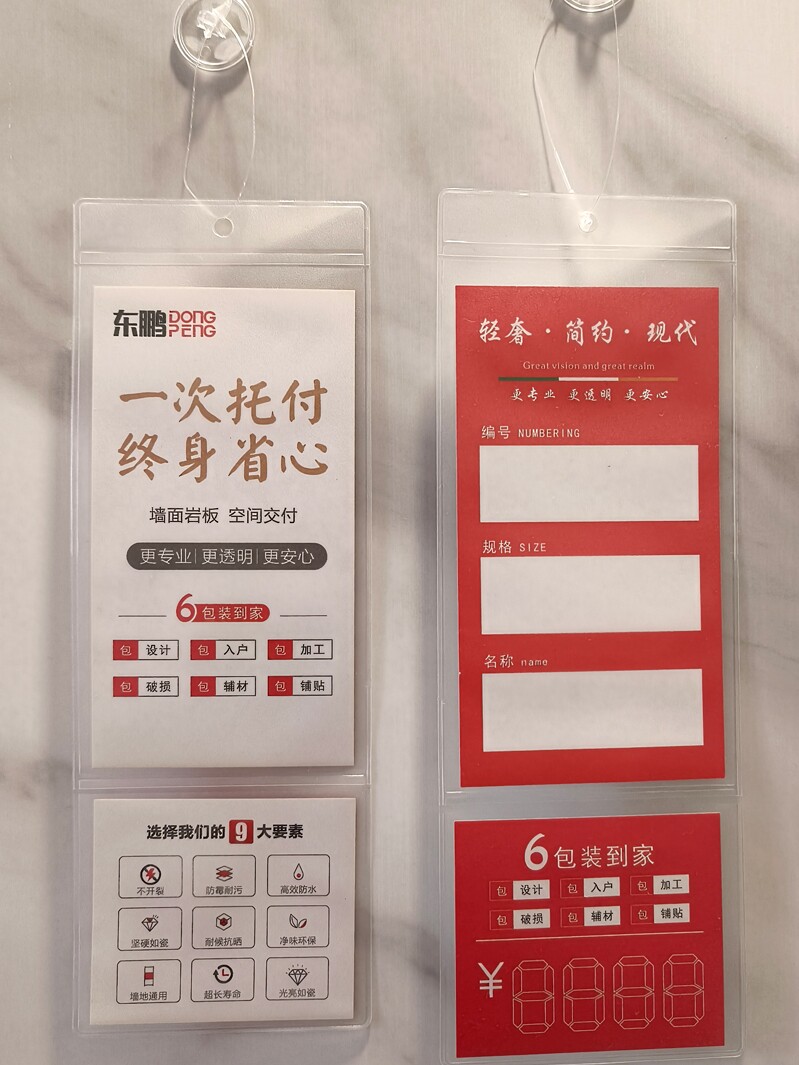 东鹏 DONG PENG
一次托付
终身省心
墙面岩板 空间交付
更专业|更透明|更安心
6包装到家
包 设计 包 入户 包 加工
包 破损 包 辅材 包 铺贴
选择我们的9大要素
不开裂 防霉耐污 高效防水
坚硬如瓷 耐候抗晒 净味环保
墙地通用 超长寿命 光亮如瓷
轻奢·简约·现代
Great vision and great realm
更专业 更透明 更安心
编号 NUMBERING
规格 SIZE
名称 name
6包装到家
包 设计 包 入户 包 加工
包 破损 包 辅材 包 铺贴
¥ 8888